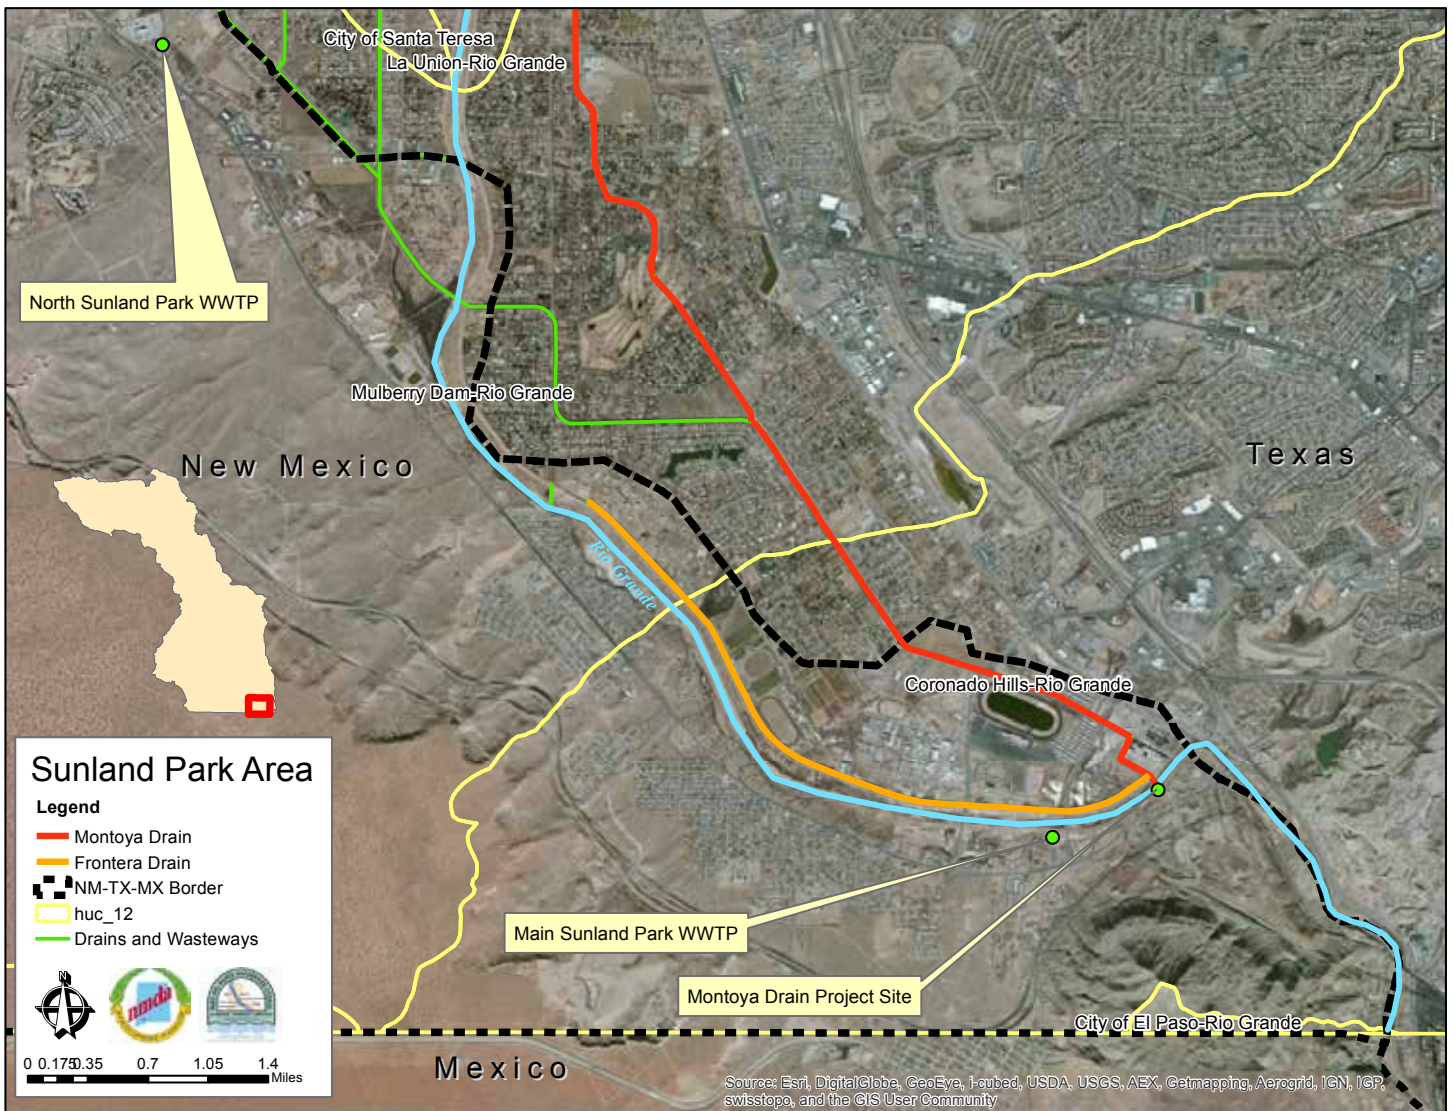 City of Santa Teresa
La Union-Rio Grande
North Sunland Park WWTP
Mulberry Dam-Rio Grande
New Mexico
Texas
Rio Grande
Coronado Hills-Rio Grande
Sunland Park Area
Legend
Montoya Drain
Frontera Drain
NM-TX-MX Border
huc_12
Drains and Wasteways
Main Sunland Park WWTP
Montoya Drain Project Site
N
nmda
City of El Paso-Rio Grande
0 0.175 0.35 0.7 1.05 1.4
Miles
Mexico
Source: Esri, DigitalGlobe, GeoEye, i-cubed, USDA, USGS, AEX, Getmapping, Aerogrid, IGN, IGP,
swisstopo, and the GIS User Community